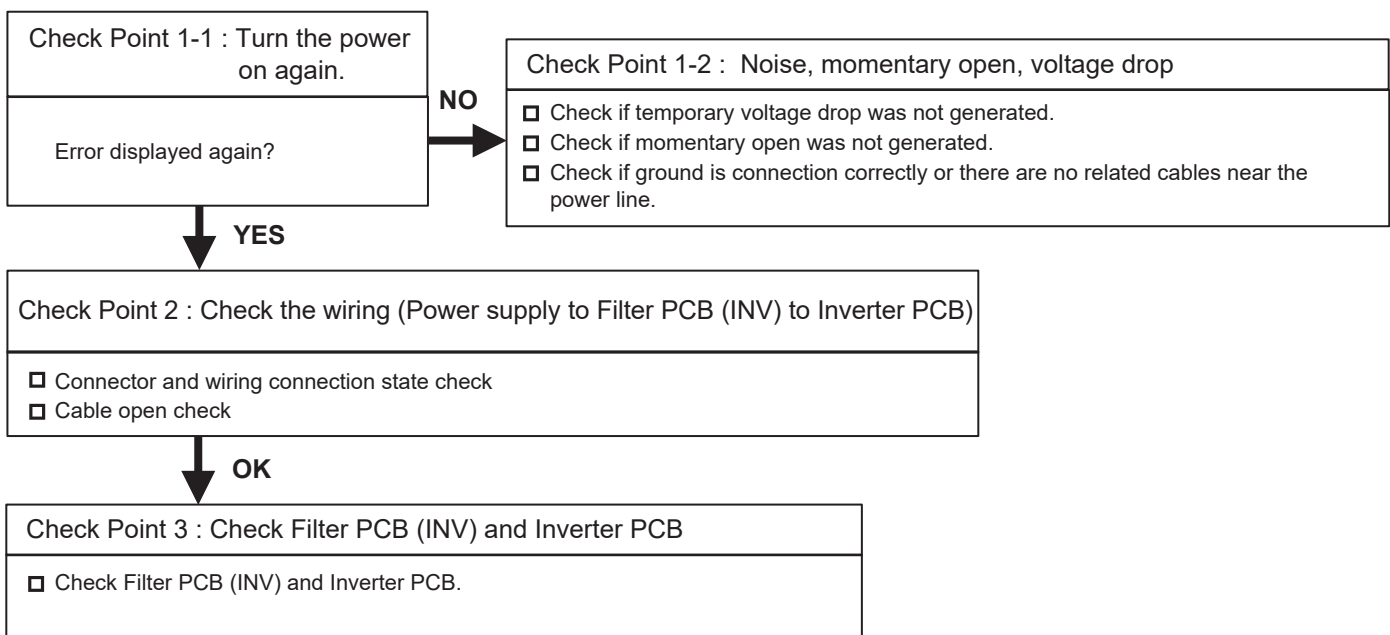 Check Point 1-1 : Turn the power
on again.
Error displayed again?
NO
Check Point 1-2 : Noise, momentary open, voltage drop
Check if temporary voltage drop was not generated.
Check if momentary open was not generated.
Check if ground is connection correctly or there are no related cables near the
power line.
YES
Check Point 2 : Check the wiring (Power supply to Filter PCB (INV) to Inverter PCB)
Connector and wiring connection state check
Cable open check
OK
Check Point 3 : Check Filter PCB (INV) and Inverter PCB
Check Filter PCB (INV) and Inverter PCB.